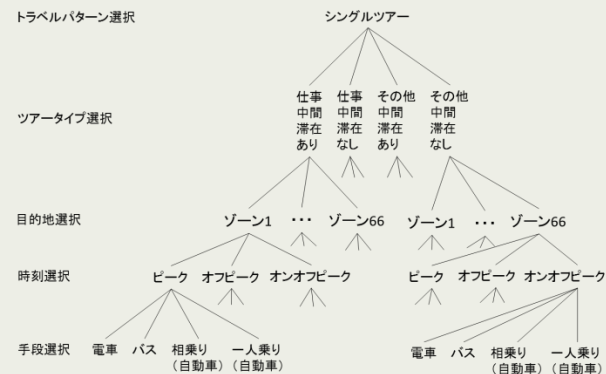 トラベルパターン選択
シングルツアー
ツアータイプ選択
仕事 仕事 その他 その他
中間 中間 中間 中間
滞在 滞在 滞在 滞在
あり なし あり なし
目的地選択
ゾーン1 ・・・ ゾーン66 ゾーン1 ・・・ ゾーン66
時刻選択
ピーク オフピーク オンオフピーク ピーク オフピーク オンオフピーク
手段選択
電車 バス 相乗り 一人乗り 電車 バス 相乗り 一人乗り
(自動車) (自動車) (自動車) (自動車)